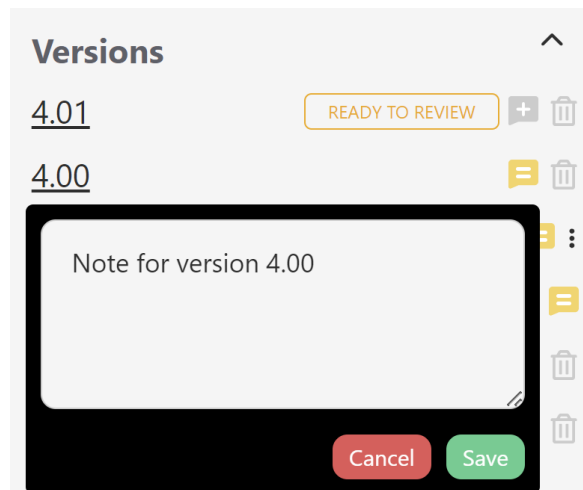 Versions
4.01
READY TO REVIEW
4.00
Note for version 4.00
Cancel
Save